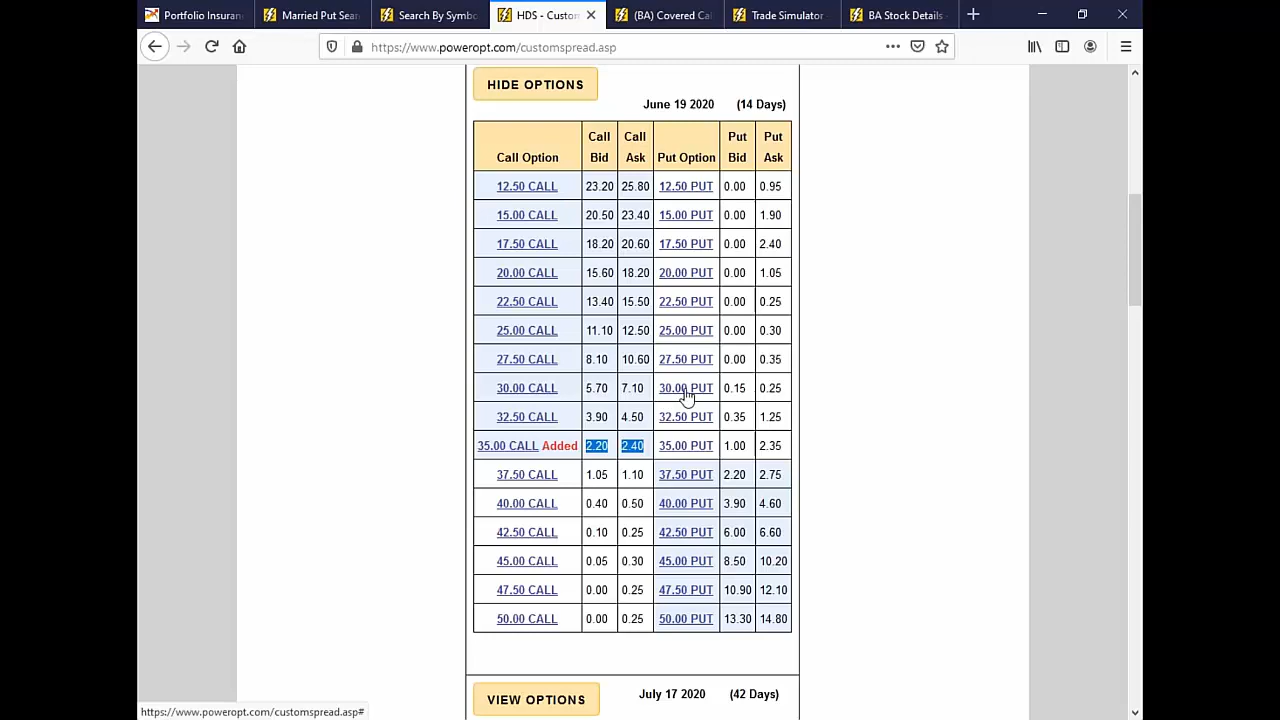 Portfolio Insuran
Married Put Sear
Search By Symbo
HDS - Custom
(BA) Covered Cal
Trade Simulator
BA Stock Details
https://www.poweropt.com/customspread.asp
HIDE OPTIONS
June 19 2020 (14 Days)
Call Option Call Bid Call Ask Put Option Put Bid Put Ask
12.50 CALL 23.20 25.80 12.50 PUT 0.00 0.95
15.00 CALL 20.50 23.40 15.00 PUT 0.00 1.90
17.50 CALL 18.20 20.60 17.50 PUT 0.00 2.40
20.00 CALL 15.60 18.20 20.00 PUT 0.00 1.05
22.50 CALL 13.40 15.50 22.50 PUT 0.00 0.25
25.00 CALL 11.10 12.50 25.00 PUT 0.00 0.30
27.50 CALL 8.10 10.60 27.50 PUT 0.00 0.35
30.00 CALL 5.70 7.10 30.00 PUT 0.15 0.25
32.50 CALL 3.90 4.50 32.50 PUT 0.35 1.25
35.00 CALL Added 2.20 2.40 35.00 PUT 1.00 2.35
37.50 CALL 1.05 1.10 37.50 PUT 2.20 2.75
40.00 CALL 0.40 0.50 40.00 PUT 3.90 4.60
42.50 CALL 0.10 0.25 42.50 PUT 6.00 6.60
45.00 CALL 0.05 0.30 45.00 PUT 8.50 10.20
47.50 CALL 0.00 0.25 47.50 PUT 10.90 12.10
50.00 CALL 0.00 0.25 50.00 PUT 13.30 14.80
VIEW OPTIONS
July 17 2020 (42 Days)
https://www.poweropt.com/customspread.asp#